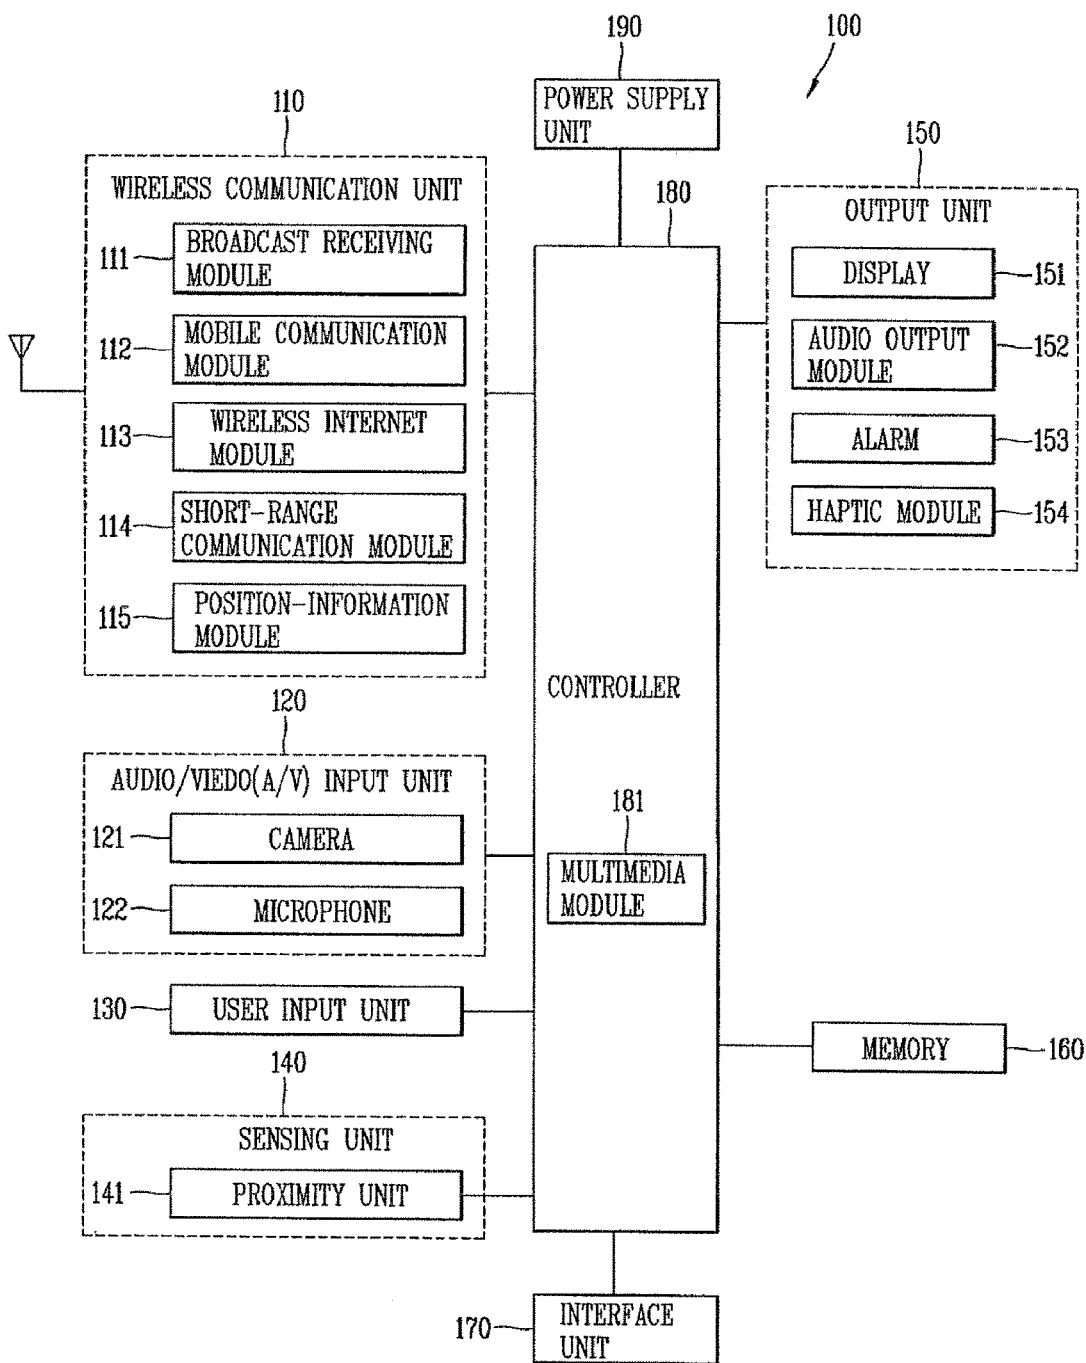 190
100
POWER SUPPLY
UNIT
110
WIRELESS COMMUNICATION UNIT
111
BROADCAST RECEIVING
MODULE
112
MOBILE COMMUNICATION
MODULE
113
WIRELESS INTERNET
MODULE
114
SHORT-RANGE
COMMUNICATION MODULE
115
POSITION-INFORMATION
MODULE
120
AUDIO/VIEDO(A/V) INPUT UNIT
121
CAMERA
122
MICROPHONE
130
USER INPUT UNIT
140
SENSING UNIT
141
PROXIMITY UNIT
180
CONTROLLER
181
MULTIMEDIA
MODULE
150
OUTPUT UNIT
DISPLAY
151
AUDIO OUTPUT
MODULE
152
ALARM
153
HAPTIC MODULE
154
MEMORY
160
170
INTERFACE
UNIT